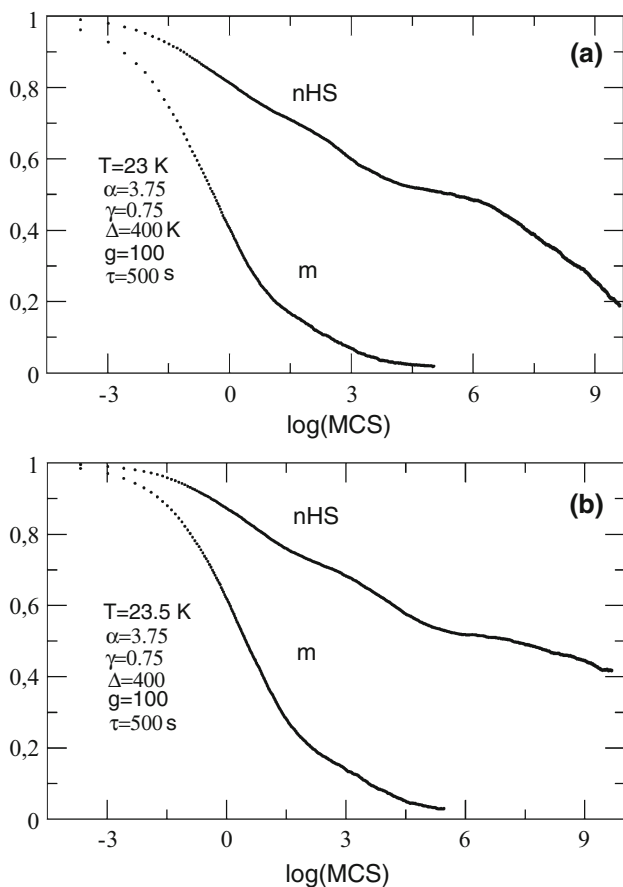 1
(a)
0,8
nHS
0,6
T=23 K
α=3.75
γ=0.75
Δ=400 K
g=100
τ=500 s
0,4
m
0,2
0
-3 0 3 6 9
log(MCS)
1
(b)
nHS
0,8
0,6
T=23.5 K
α=3.75
γ=0.75
Δ=400
g=100
τ=500 s
m
0,4
0,2
0
-3 0 3 6 9
log(MCS)